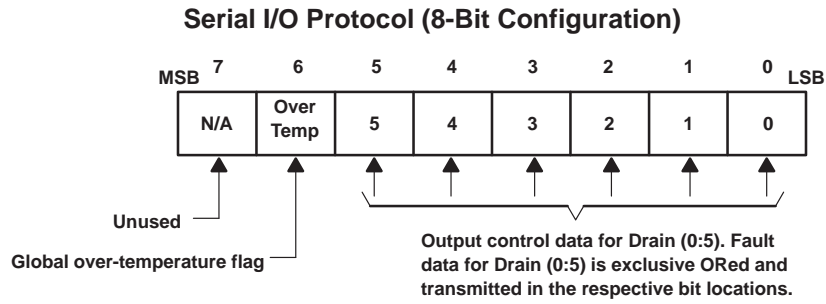 Serial I/O Protocol (8-Bit Configuration)
MSB 7 6 5 4 3 2 1 0 LSB
N/A Over Temp 5 4 3 2 1 0
Unused
Global over-temperature flag
Output control data for Drain (0:5). Fault
data for Drain (0:5) is exclusive ORed and
transmitted in the respective bit locations.